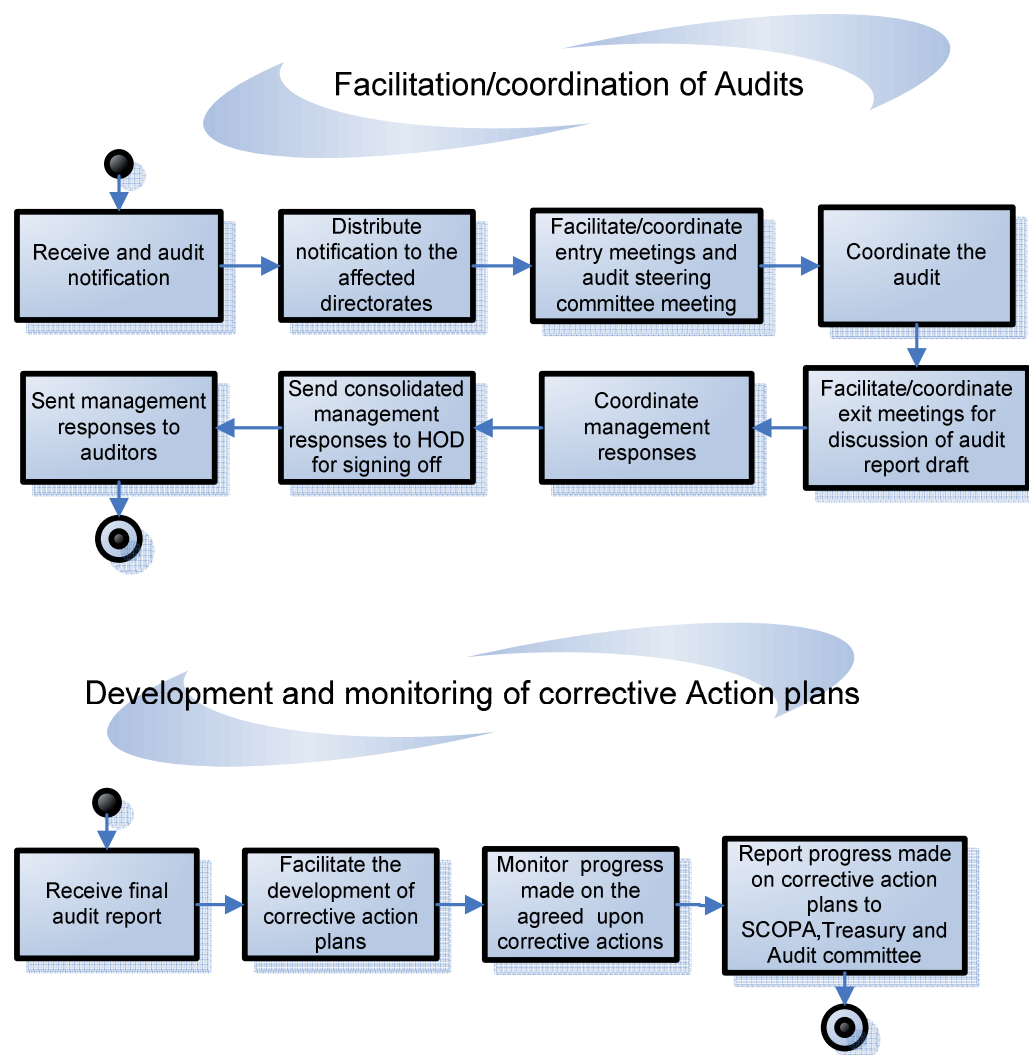 Facilitation/coordination of Audits
Receive and audit
notification
Distribute
notification to the
affected
directorates
Facilitate/coordinate
entry meetings and
audit steering
committee meeting
Coordinate the
audit
Facilitate/coordinate
exit meetings for
discussion of audit
report draft
Coordinate
management
responses
Send consolidated
management
responses to HOD
for signing off
Sent management
responses to
auditors
Development and monitoring of corrective Action plans
Receive final
audit report
Facilitate the
development of
corrective action
plans
Monitor progress
made on the
agreed upon
corrective actions
Report progress made
on corrective action
plans to
SCOPA,Treasury and
Audit committee